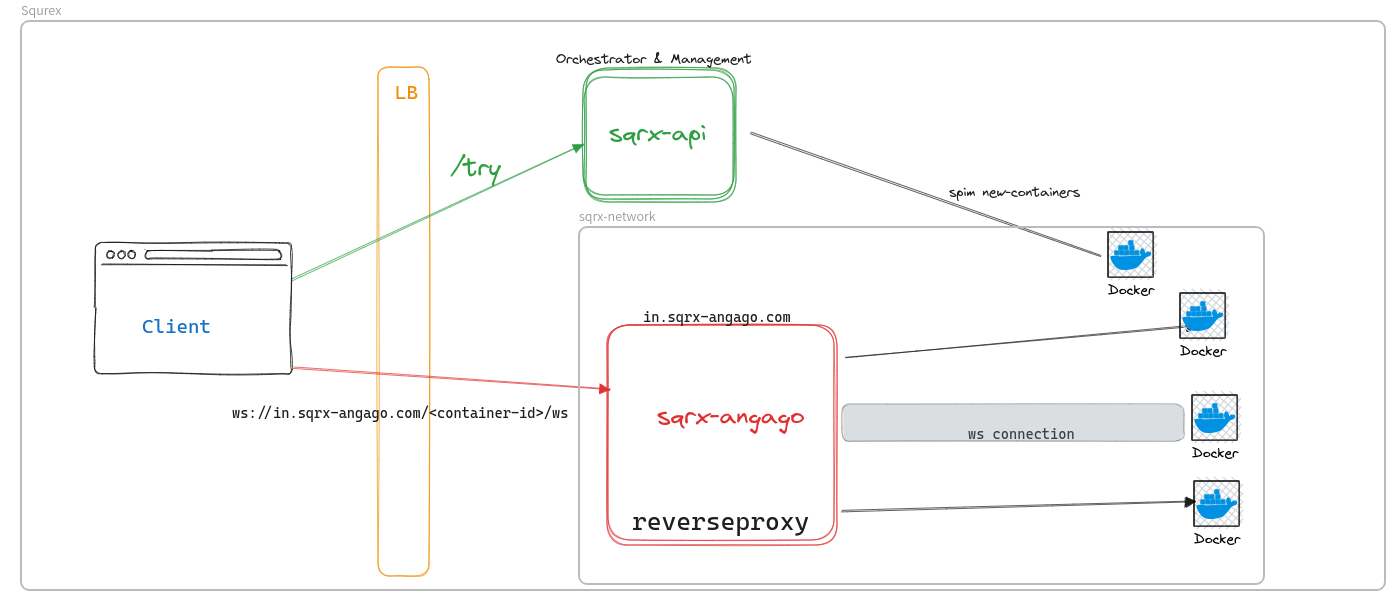 Squrex
Orchestrator & Management
LB
sqrx-api
/try
spim new-containers
sqrx-network
Docker
in.sqrx-angago.com
Client
Docker
ws://in.sqrx-angago.com/<container-id>/ws
sqrx-angago
ws connection
Docker
reverseproxy
Docker